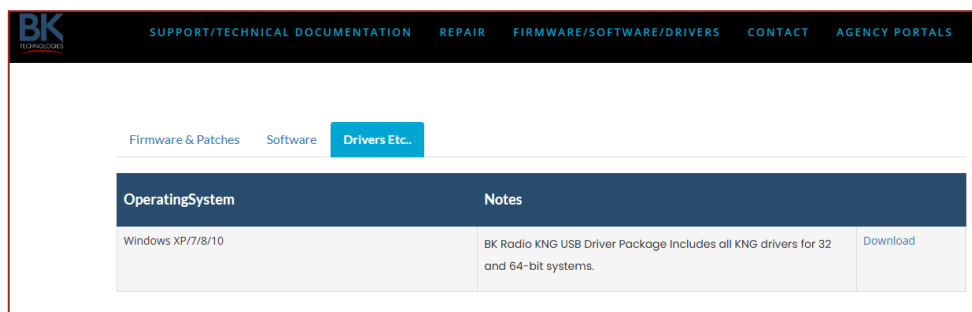 BK
TECHNOLOGIES
SUPPORT/TECHNICAL DOCUMENTATION REPAIR FIRMWARE/SOFTWARE/DRIVERS CONTACT AGENCY PORTALS
Firmware & Patches Software Drivers Etc..
OperatingSystem Notes
Windows XP/7/8/10 BK Radio KNG USB Driver Package Includes all KNG drivers for 32 Download
and 64-bit systems.